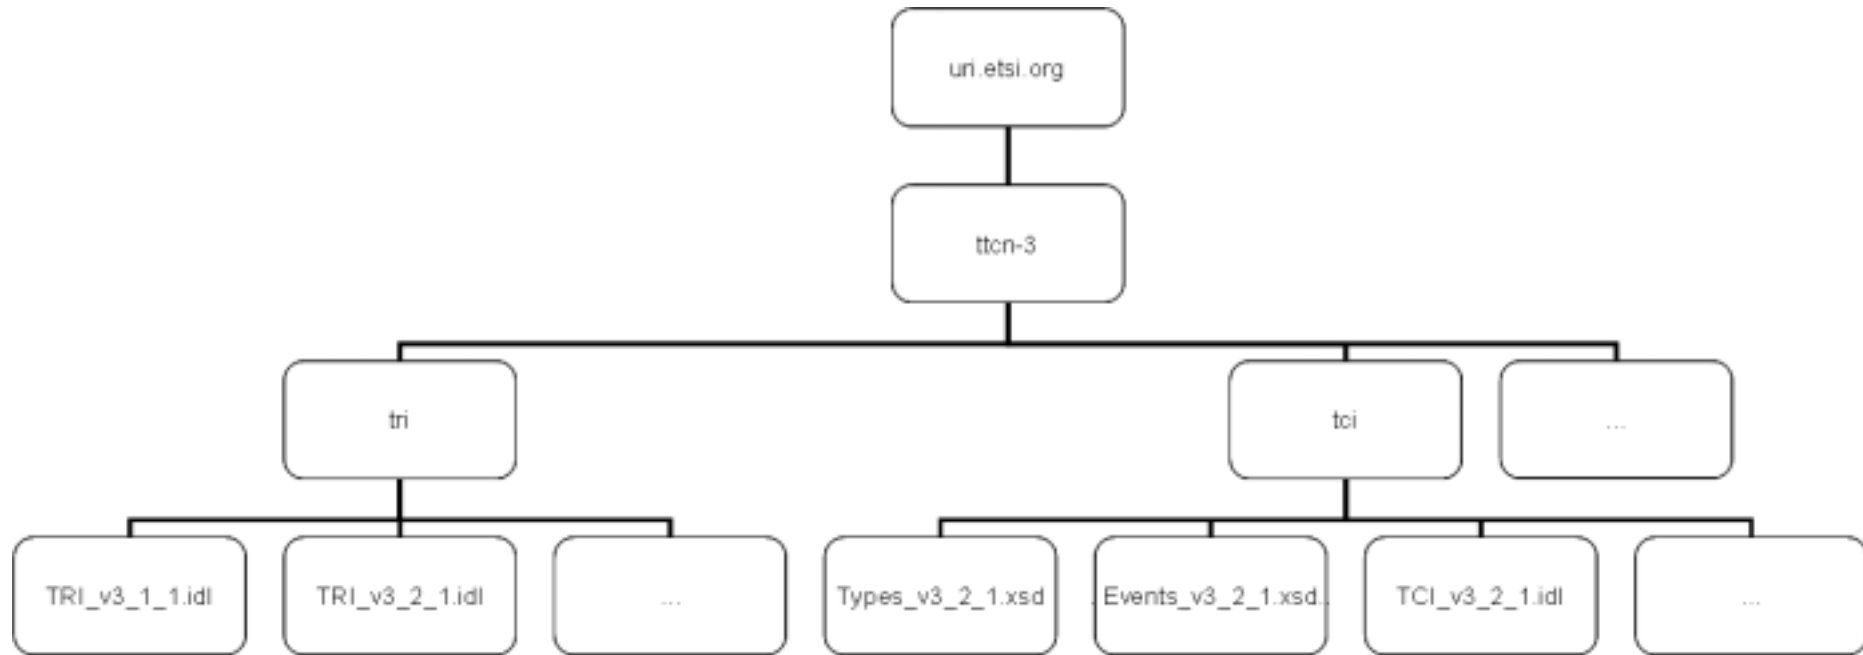 uri.etsi.org
ttcn-3
tri
tci
...
TRI_v3_1_1.idl
TRI_v3_2_1.idl
...
Types_v3_2_1.xsd
.Events_v3_2_1.xsd..
TCI_v3_2_1.idl
...